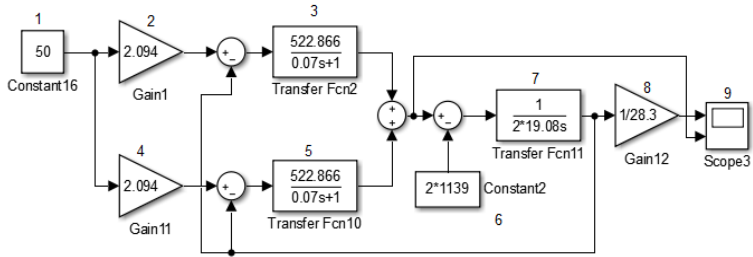 1
50
Constant16
2
2.094
Gain1
+
−
3
522.866
0.07s+1
Transfer Fcn2
4
2.094
Gain11
+
−
5
522.866
0.07s+1
Transfer Fcn10
+
+
+
−
2*1139
Constant2
6
7
1
2*19.08s
Transfer Fcn11
8
1/28.3
Gain12
9
Scope3